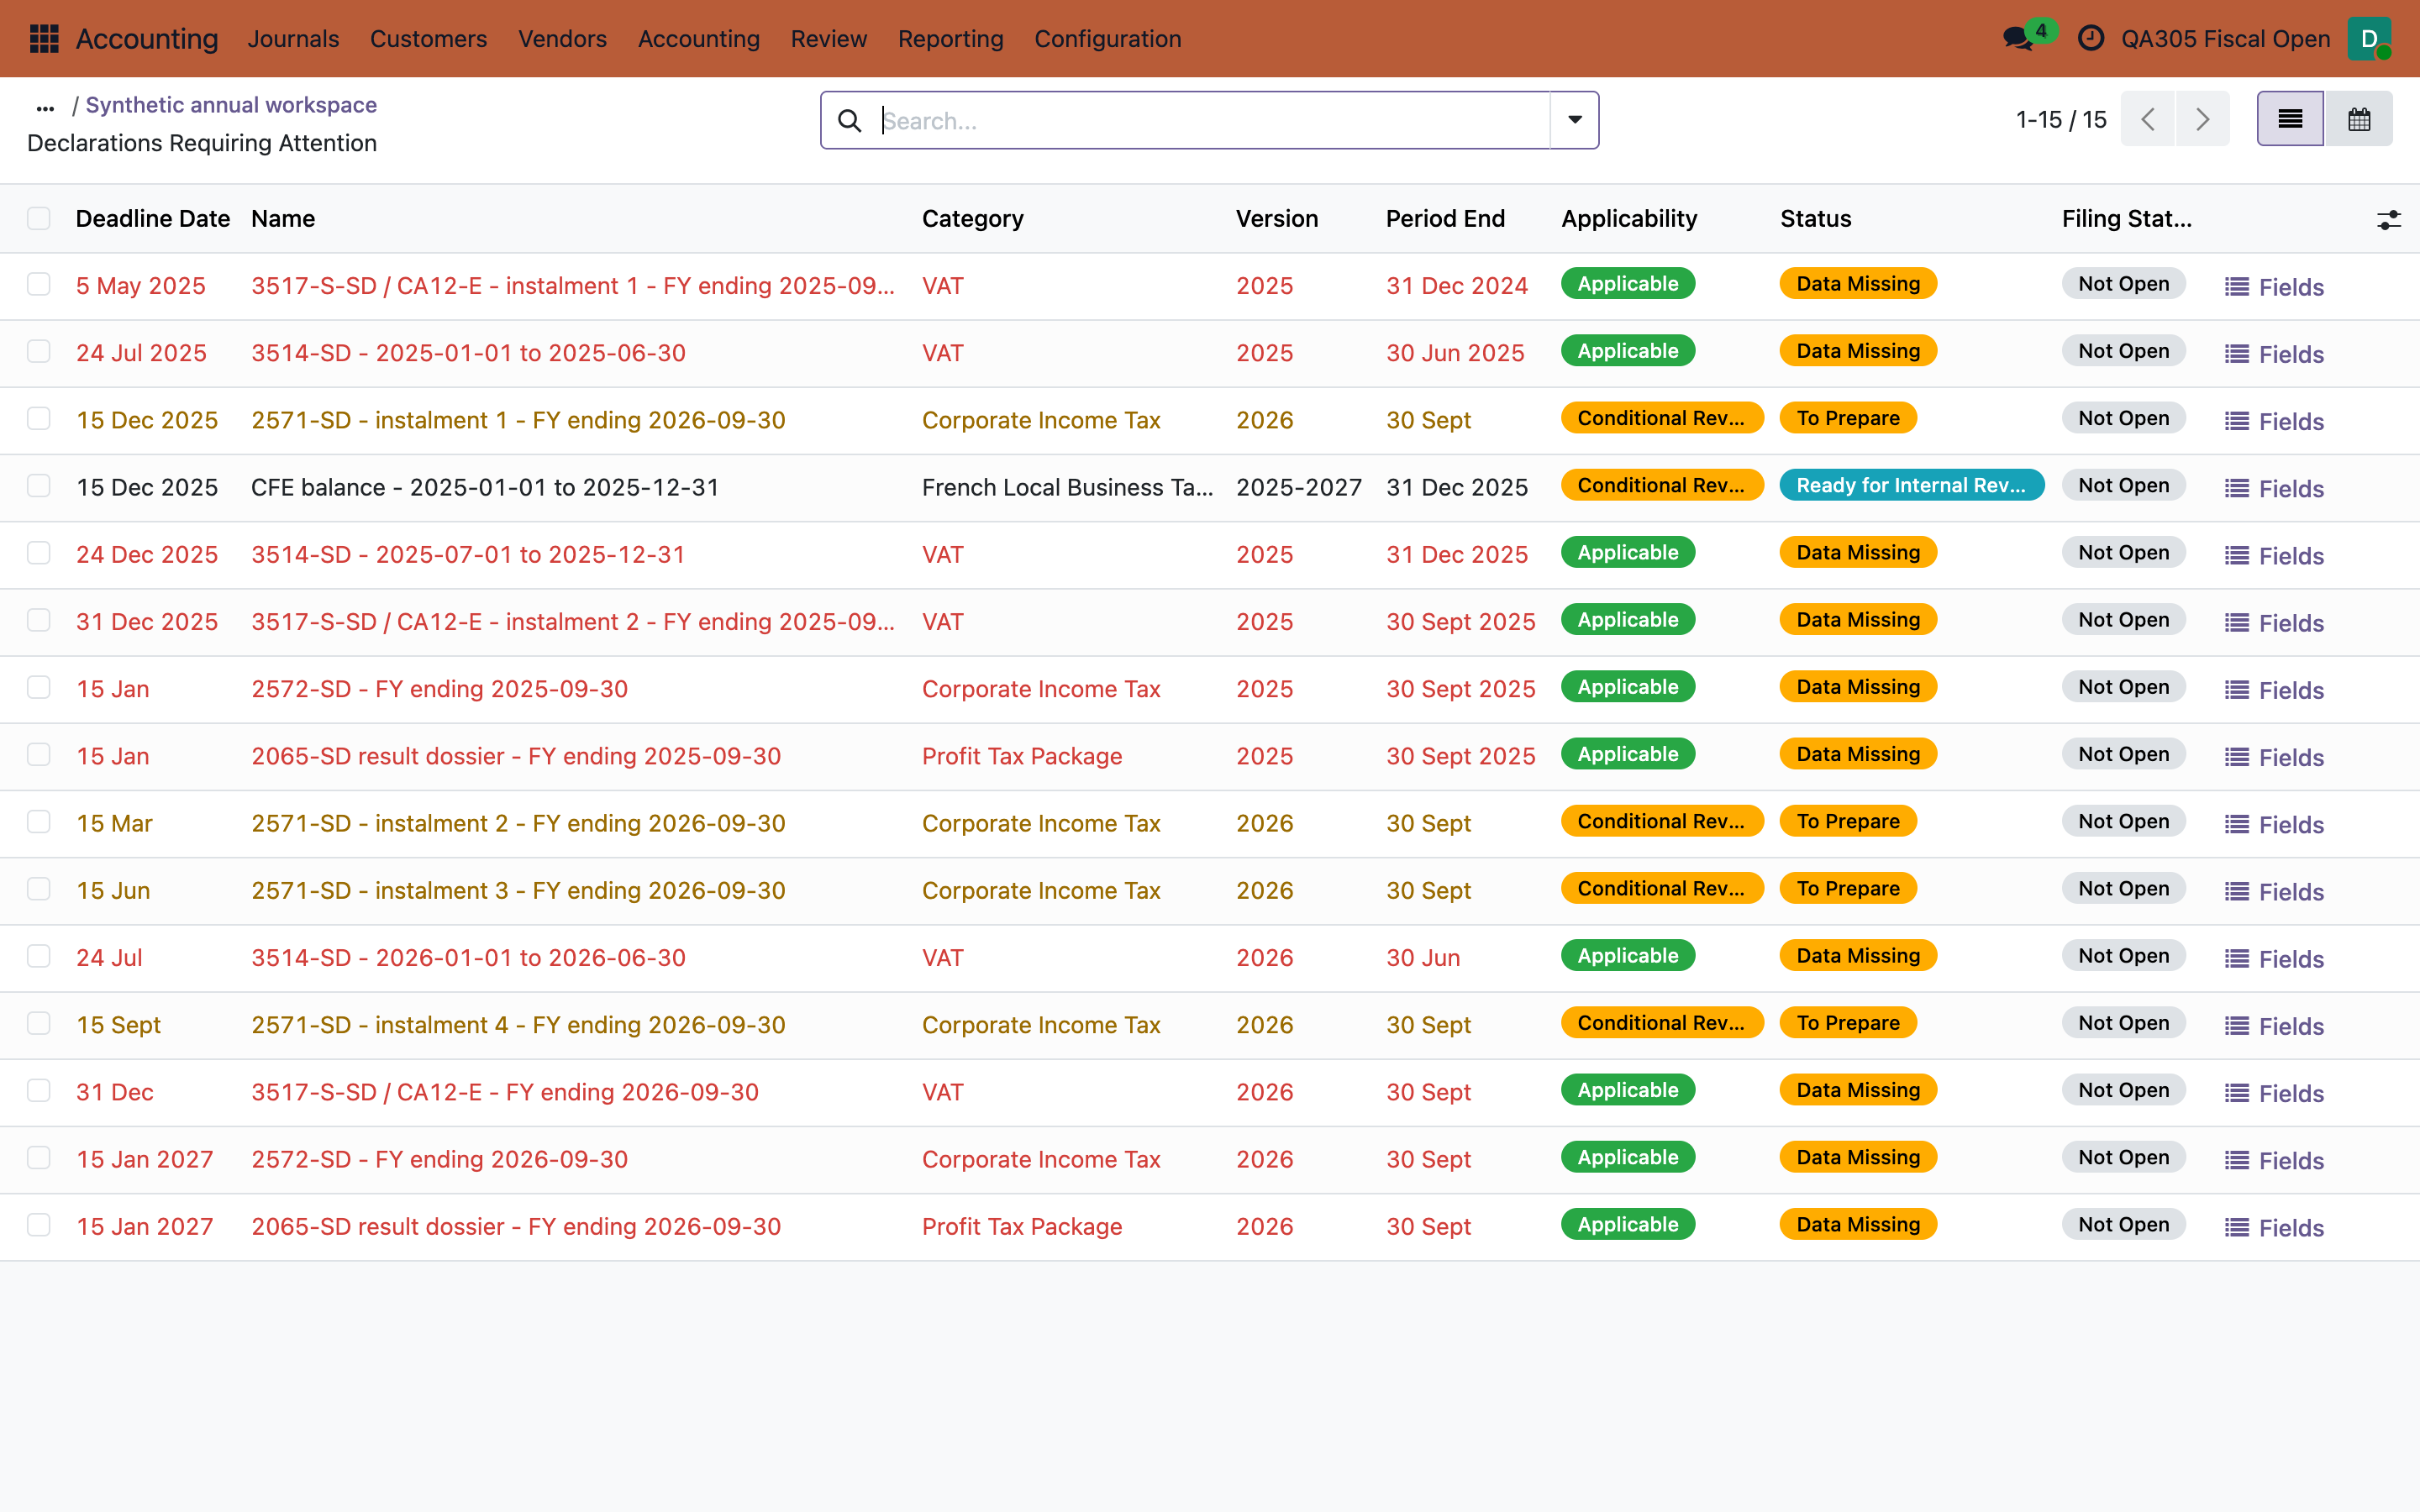 Accounting Journals Customers Vendors Accounting Review Reporting Configuration 4 QA305 Fiscal Open D
... / Synthetic annual workspace
Declarations Requiring Attention
Search...
1-15 / 15
Deadline Date Name Category Version Period End Applicability Status Filing Stat...
5 May 2025 3517-S-SD / CA12-E - instalment 1 - FY ending 2025-09... VAT 2025 31 Dec 2024 Applicable Data Missing Not Open Fields
24 Jul 2025 3514-SD - 2025-01-01 to 2025-06-30 VAT 2025 30 Jun 2025 Applicable Data Missing Not Open Fields
15 Dec 2025 2571-SD - instalment 1 - FY ending 2026-09-30 Corporate Income Tax 2026 30 Sept Conditional Rev... To Prepare Not Open Fields
15 Dec 2025 CFE balance - 2025-01-01 to 2025-12-31 French Local Business Ta... 2025-2027 31 Dec 2025 Conditional Rev... Ready for Internal Rev... Not Open Fields
24 Dec 2025 3514-SD - 2025-07-01 to 2025-12-31 VAT 2025 31 Dec 2025 Applicable Data Missing Not Open Fields
31 Dec 2025 3517-S-SD / CA12-E - instalment 2 - FY ending 2025-09... VAT 2025 30 Sept 2025 Applicable Data Missing Not Open Fields
15 Jan 2572-SD - FY ending 2025-09-30 Corporate Income Tax 2025 30 Sept 2025 Applicable Data Missing Not Open Fields
15 Jan 2065-SD result dossier - FY ending 2025-09-30 Profit Tax Package 2025 30 Sept 2025 Applicable Data Missing Not Open Fields
15 Mar 2571-SD - instalment 2 - FY ending 2026-09-30 Corporate Income Tax 2026 30 Sept Conditional Rev... To Prepare Not Open Fields
15 Jun 2571-SD - instalment 3 - FY ending 2026-09-30 Corporate Income Tax 2026 30 Sept Conditional Rev... To Prepare Not Open Fields
24 Jul 3514-SD - 2026-01-01 to 2026-06-30 VAT 2026 30 Jun Applicable Data Missing Not Open Fields
15 Sept 2571-SD - instalment 4 - FY ending 2026-09-30 Corporate Income Tax 2026 30 Sept Conditional Rev... To Prepare Not Open Fields
31 Dec 3517-S-SD / CA12-E - FY ending 2026-09-30 VAT 2026 30 Sept Applicable Data Missing Not Open Fields
15 Jan 2027 2572-SD - FY ending 2026-09-30 Corporate Income Tax 2026 30 Sept Applicable Data Missing Not Open Fields
15 Jan 2027 2065-SD result dossier - FY ending 2026-09-30 Profit Tax Package 2026 30 Sept Applicable Data Missing Not Open Fields